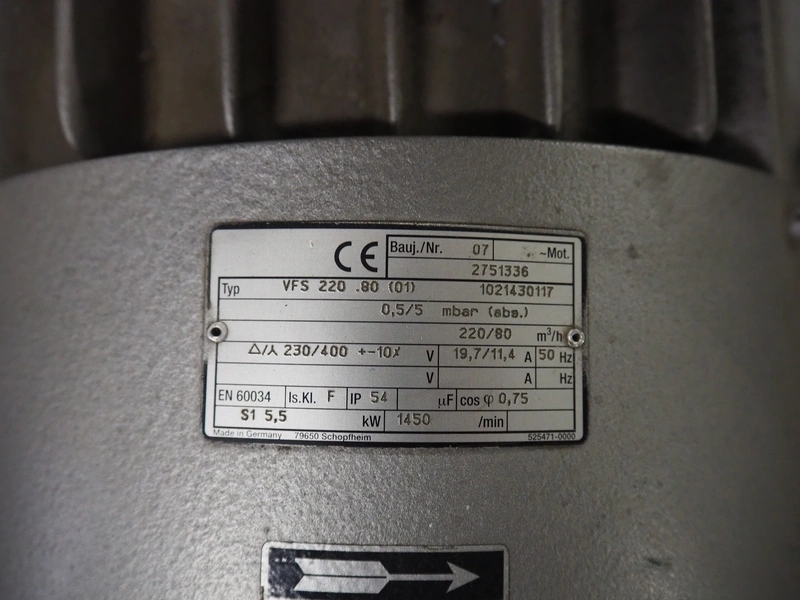 CE Bauj./Nr. 07 ~Mot.
2751336
Typ VFS 220 .80 (01) 1021430117
0,5/5 mbar (abs.)
220/80 m³/h
△/⅄ 230/400 +-10% V 19,7/11,4 A 50 Hz
V A Hz
EN 60034 Is.Kl. F IP 54 µF cos φ 0,75
S1 5,5 kW 1450 /min
Made in Germany 79650 Schopfheim 525471-0000